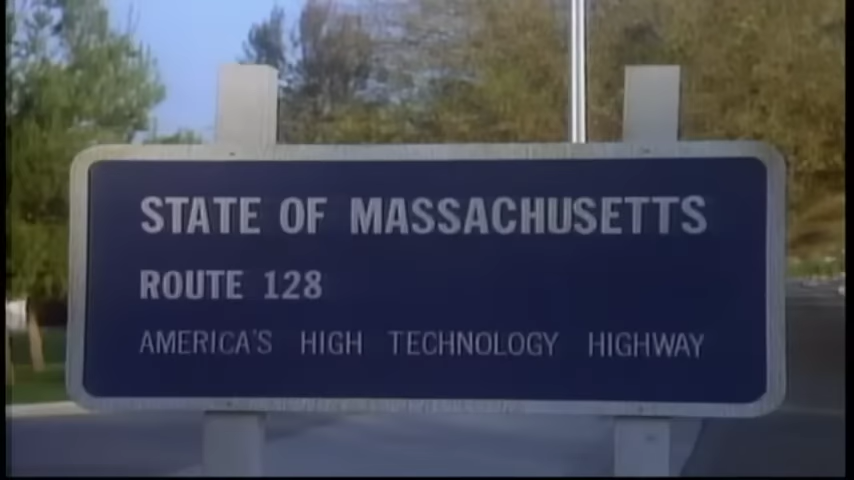 STATE OF MASSACHUSETTS
ROUTE 128
AMERICA'S HIGH TECHNOLOGY HIGHWAY